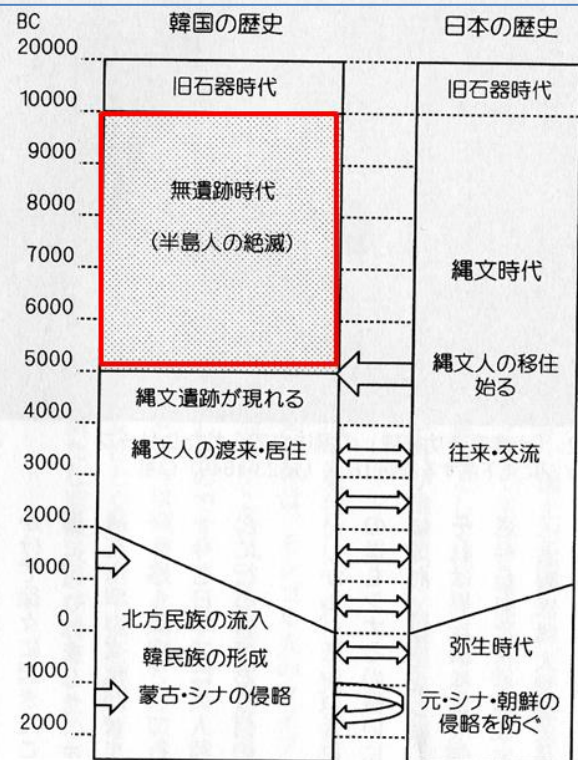 BC
韓国の歴史
日本の歴史
20000
旧石器時代
旧石器時代
10000
9000
無遺跡時代
8000
(半島人の絶滅)
7000
縄文時代
6000
5000
縄文人の移住
始る
縄文遺跡が現れる
4000
縄文人の渡来・居住
往来・交流
3000
2000
1000
0
北方民族の流入
弥生時代
韓民族の形成
1000
蒙古・シナの侵略
元・シナ・朝鮮の
侵略を防ぐ
2000